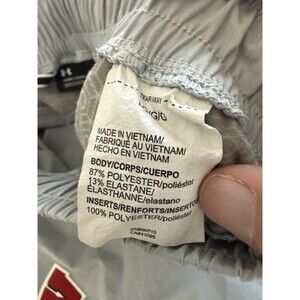 MADE IN VIETNAM/
FABRIQUÉ AU VIETNAM/
HECHO EN VIETNAM
BODY/CORPS/CUERPO
87% POLYESTER/poliéster
13% ELASTANE/
ÉLASTHANNE/elastano
INSERTS/RENFORTS/INSERTOS
100% POLYESTER/poliéster